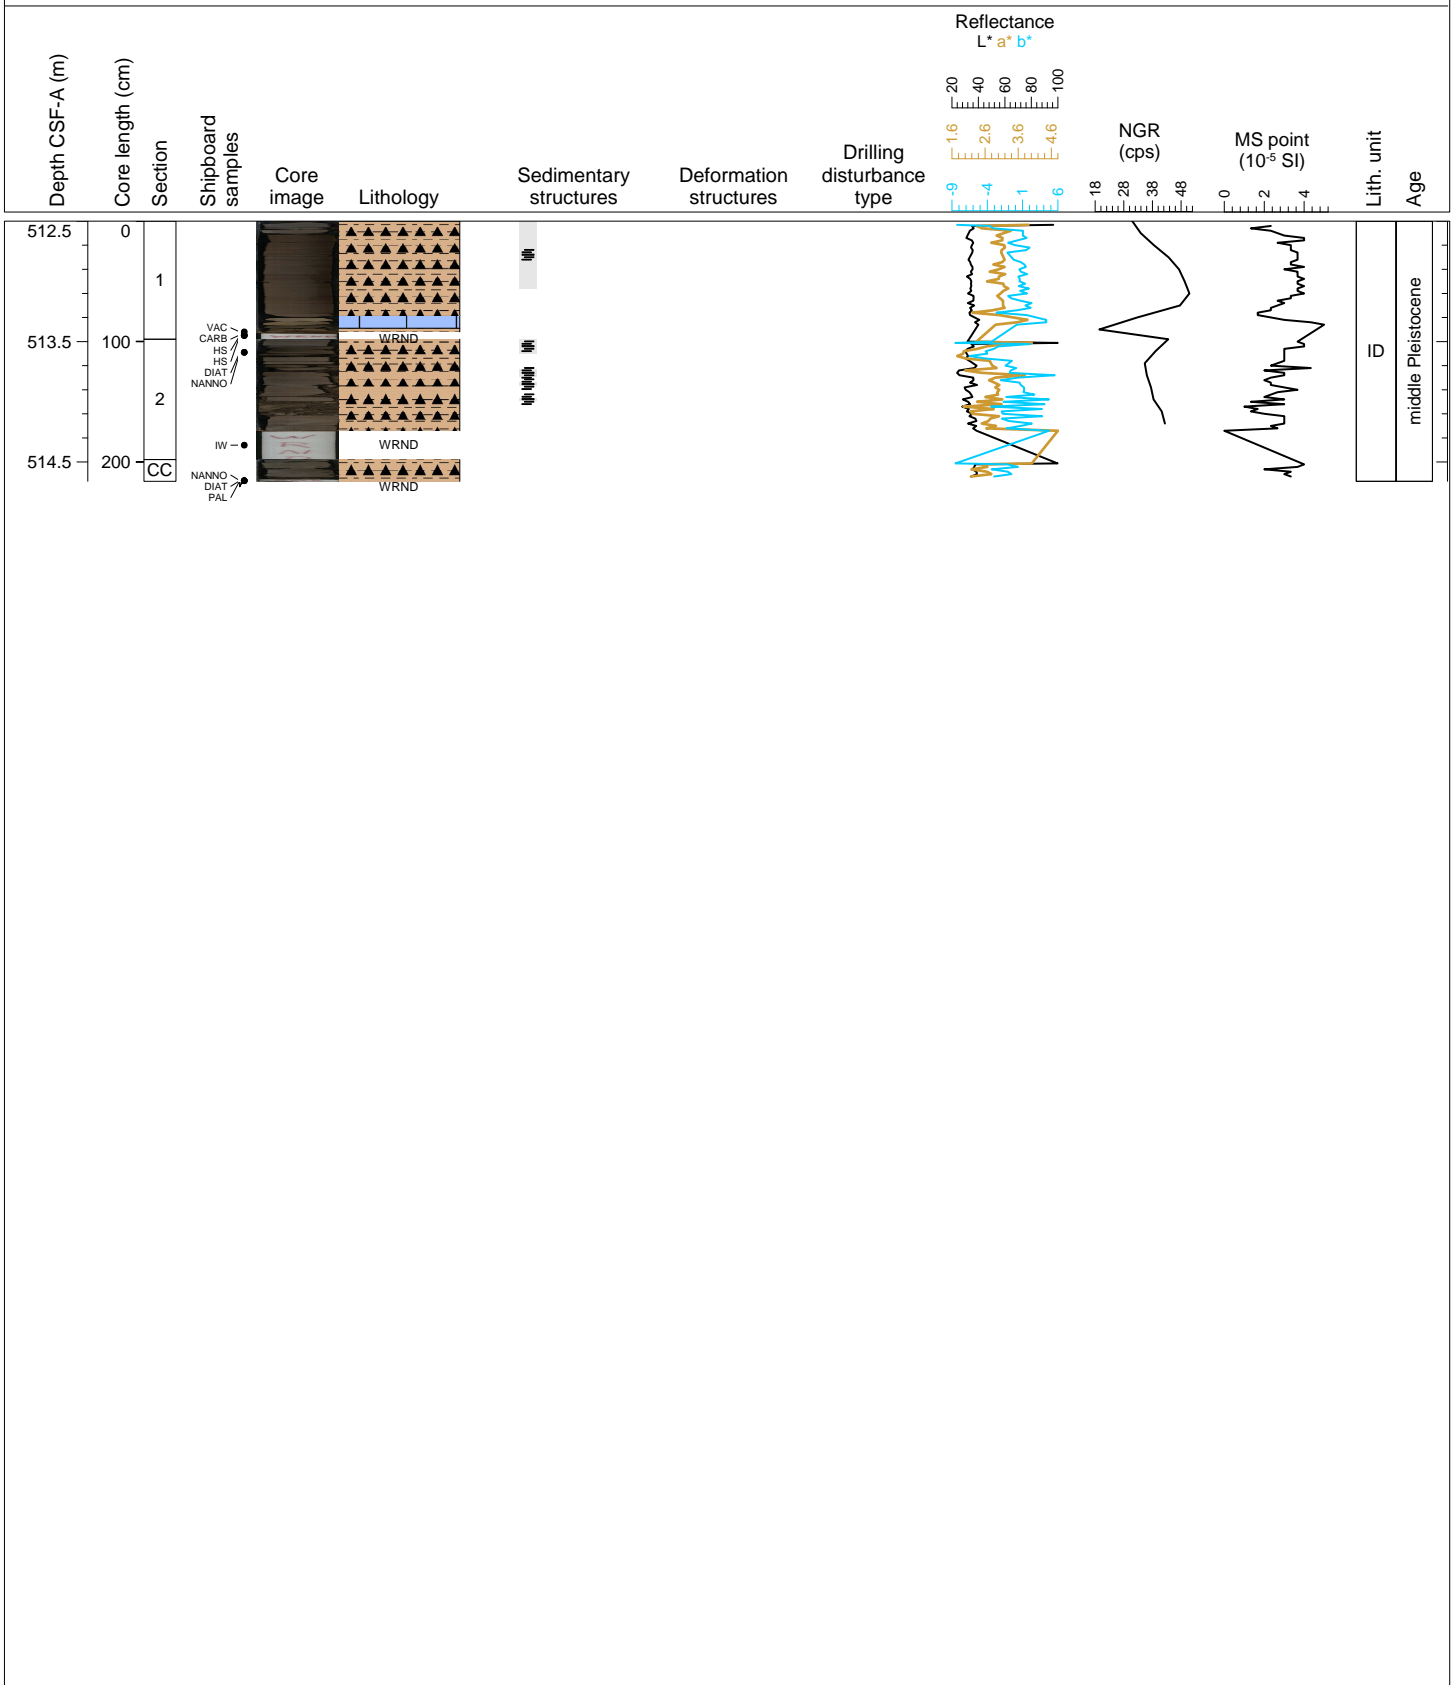 Depth CSF-A (m)
Core length (cm)
Section
Shipboard
samples
Core
image
Lithology
Sedimentary
structures
Deformation
structures
Drilling
disturbance
type
Reflectance
L* a* b*
20 40 60 80 100
1.6 2.6 3.6 4.6
-9 -4 1 6
NGR
(cps)
18 28 38 48
MS point
(10-5 SI)
0 2 4
Lith. unit
Age
512.5
513.5
514.5
0
100
200
1
2
CC
VAC
CARB
HS
HS
DIAT
NANNO
IW
NANNO
DIAT
PAL
WRND
WRND
WRND
ID
middle Pleistocene